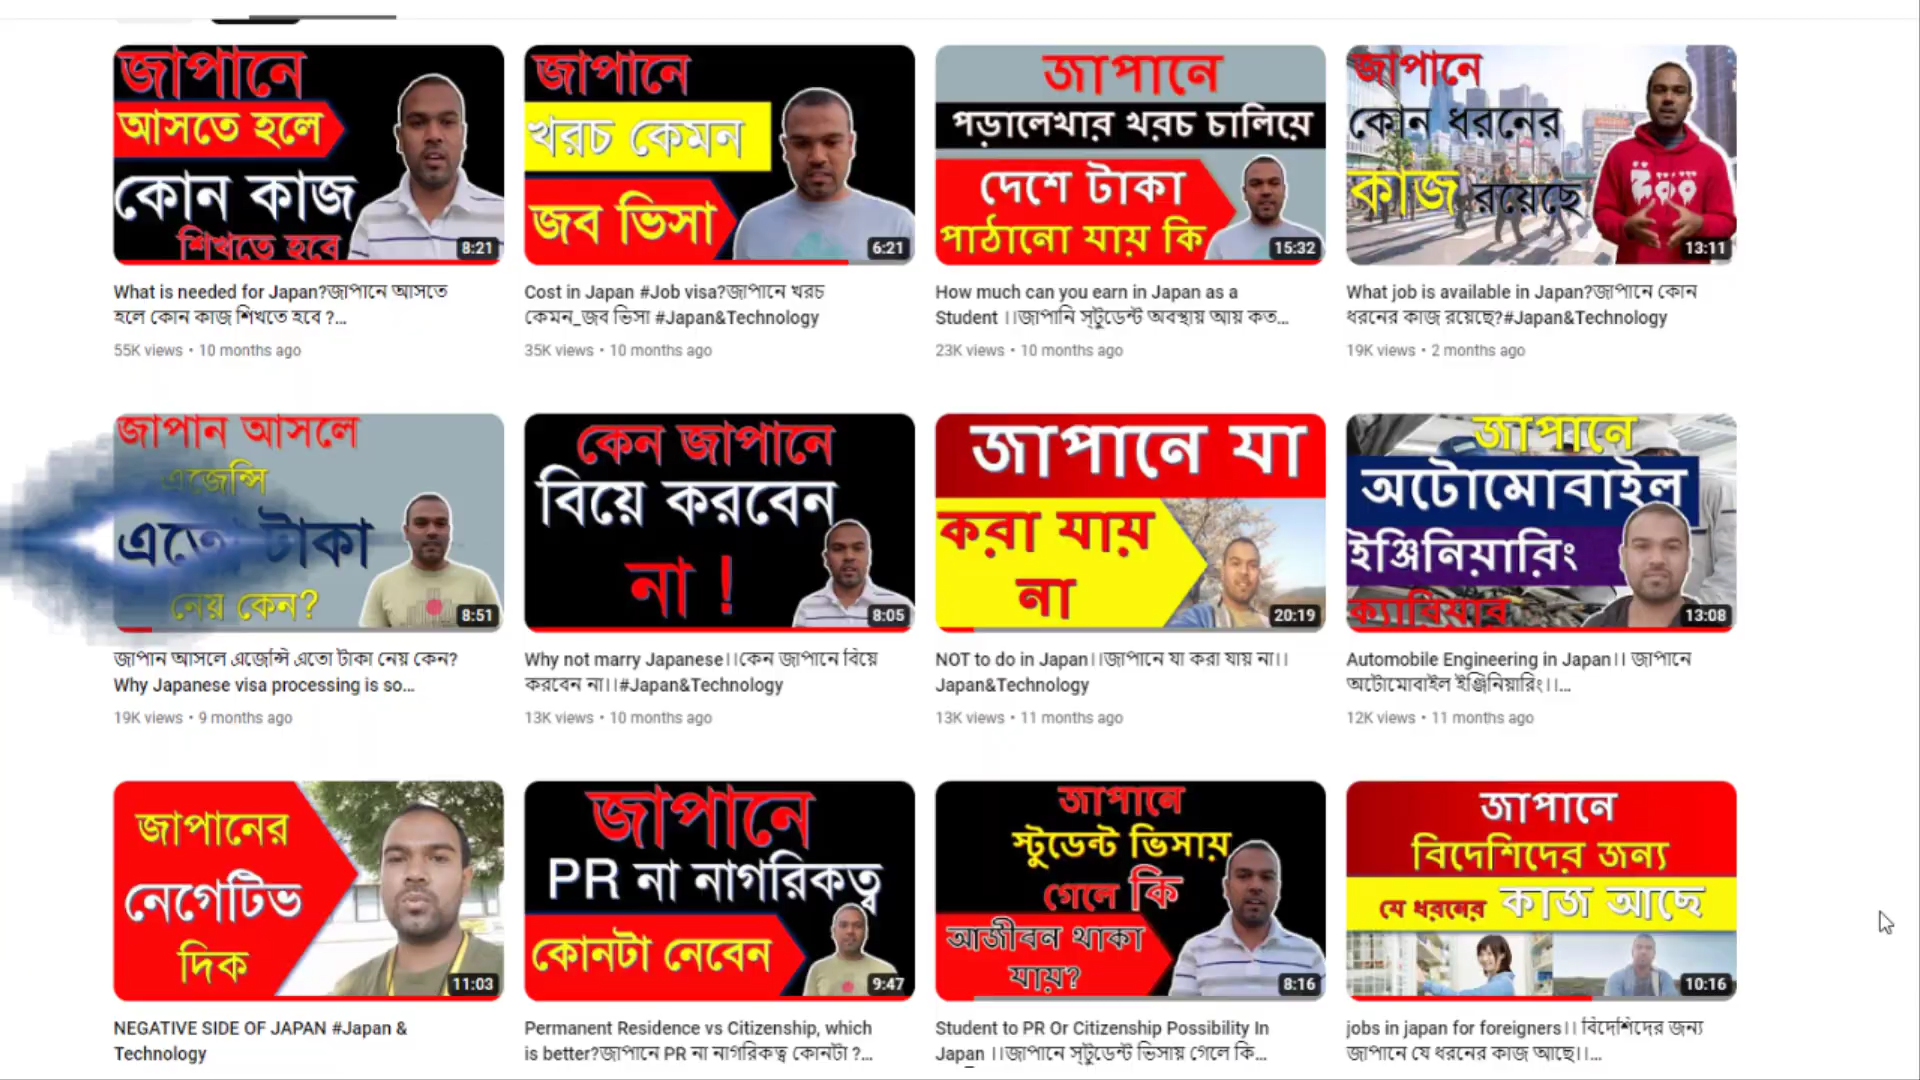 জাপানে
আসতে হলে
কোন কাজ
শিখতে হবে
8:21
What is needed for Japan?জাপানে আসতে
হলে কোন কাজ শিখতে হবে ?...
55K views • 10 months ago
জাপানে
খরচ কেমন
জব ভিসা
6:21
Cost in Japan #Job visa?জাপানে খরচ
কেমন_জব ভিসা #Japan&Technology
35K views • 10 months ago
জাপানে
পড়ালেখার খরচ চালিয়ে
দেশে টাকা
পাঠানো যায় কি
15:32
How much can you earn in Japan as a
Student ।।জাপানি স্টুডেন্ট অবস্থায় আয় কত...
23K views • 10 months ago
জাপানে
কোন ধরনের
কাজ রয়েছে
13:11
What job is available in Japan?জাপানে কোন
ধরনের কাজ রয়েছে?#Japan&Technology
19K views • 2 months ago
জাপান আসলে
এজেন্সি
এতো টাকা
নেয় কেন?
8:51
জাপান আসলে এজেন্সি এতো টাকা নেয় কেন?
Why Japanese visa processing is so...
19K views • 9 months ago
কেন জাপানে
বিয়ে করবেন
না !
8:05
Why not marry Japanese।।কেন জাপানে বিয়ে
করবেন না।।#Japan&Technology
13K views • 10 months ago
জাপানে যা
করা যায়
না
20:19
NOT to do in Japan।।জাপানে যা করা যায় না।।
Japan&Technology
13K views • 11 months ago
জাপানে
অটোমোবাইল
ইঞ্জিনিয়ারিং
ক্যারিয়ার
13:08
Automobile Engineering in Japan।। জাপানে
অটোমোবাইল ইঞ্জিনিয়ারিং।।...
12K views • 11 months ago
জাপানের
নেগেটিভ
দিক
11:03
NEGATIVE SIDE OF JAPAN #Japan &
Technology
জাপানে
PR না নাগরিকত্ব
কোনটা নেবেন
9:47
Permanent Residence vs Citizenship, which
is better?জাপানে PR না নাগরিকত্ব কোনটা ?...
জাপানে
স্টুডেন্ট ভিসায়
গেলে কি
আজীবন থাকা
যায়?
8:16
Student to PR Or Citizenship Possibility In
Japan ।।জাপানে স্টুডেন্ট ভিসায় গেলে কি...
জাপানে
বিদেশিদের জন্য
যে ধরনের কাজ আছে
10:16
jobs in japan for foreigners।। বিদেশিদের জন্য
জাপানে যে ধরনের কাজ আছে।।...